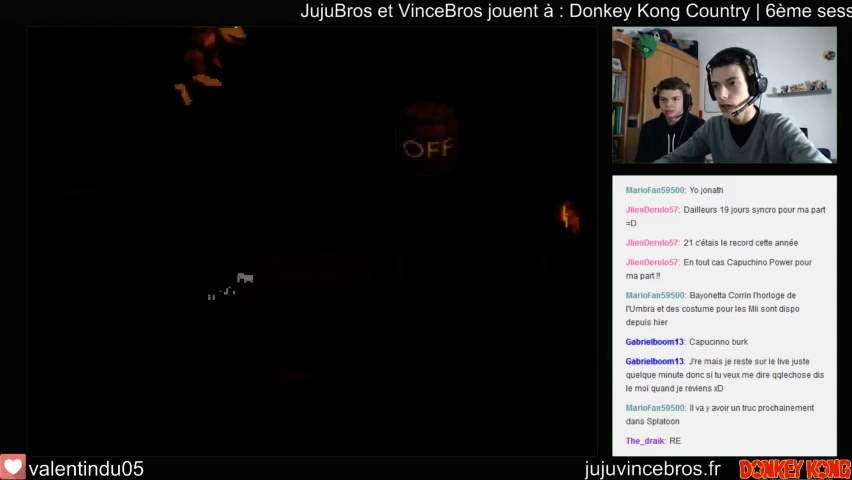 JujuBros et VinceBros jouent à : Donkey Kong Country | 6ème sess
OFF
MarioFan59500: Yo jonath
JlienDerulo57: Dailleurs 19 jours syncro pour ma part
=D
JlienDerulo57: 21 c'étais le record cette année
JlienDerulo57: En tout cas Capuchino Power pour
ma part !!
MarioFan59500: Bayonetta Corrin l'horloge de
l'Umbra et des costume pour les Mii sont dispo
depuis hier
Gabrielboom13: Capucinno burk
Gabrielboom13: J're mais je reste sur le live juste
quelque minute donc si tu veux me dire qqlechose dis
le moi quand je reviens xD
MarioFan59500: Il va y avoir un truc prochainement
dans Splatoon
The_draik: RE
valentindu05
jujuvincebros.fr
DONKEY KONG